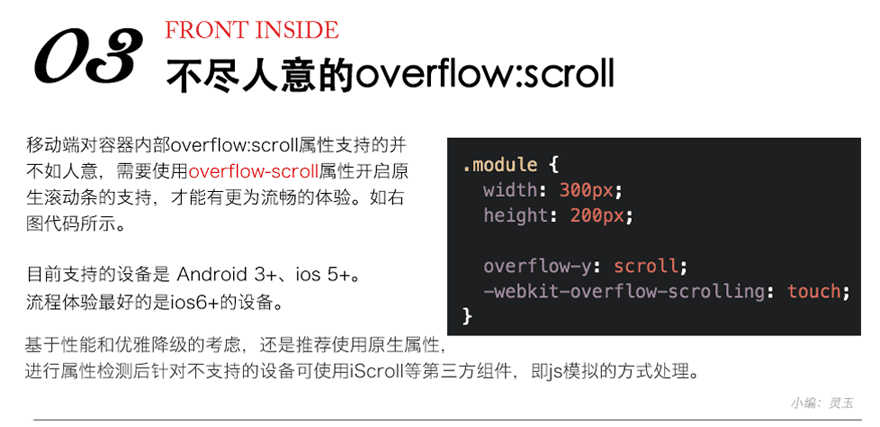 03
FRONT INSIDE
不尽人意的overflow:scroll
移动端对容器内部overflow:scroll属性支持的并
不如人意，需要使用overflow-scroll属性开启原
生滚动条的支持，才能有更为流畅的体验。如右
图代码所示。
目前支持的设备是 Android 3+、ios 5+。
流程体验最好的是ios6+的设备。
.module {
width: 300px;
height: 200px;
overflow-y: scroll;
-webkit-overflow-scrolling: touch;
}
基于性能和优雅降级的考虑，还是推荐使用原生属性，
进行属性检测后针对不支持的设备可使用iScroll等第三方组件，即js模拟的方式处理。
小编：灵玉